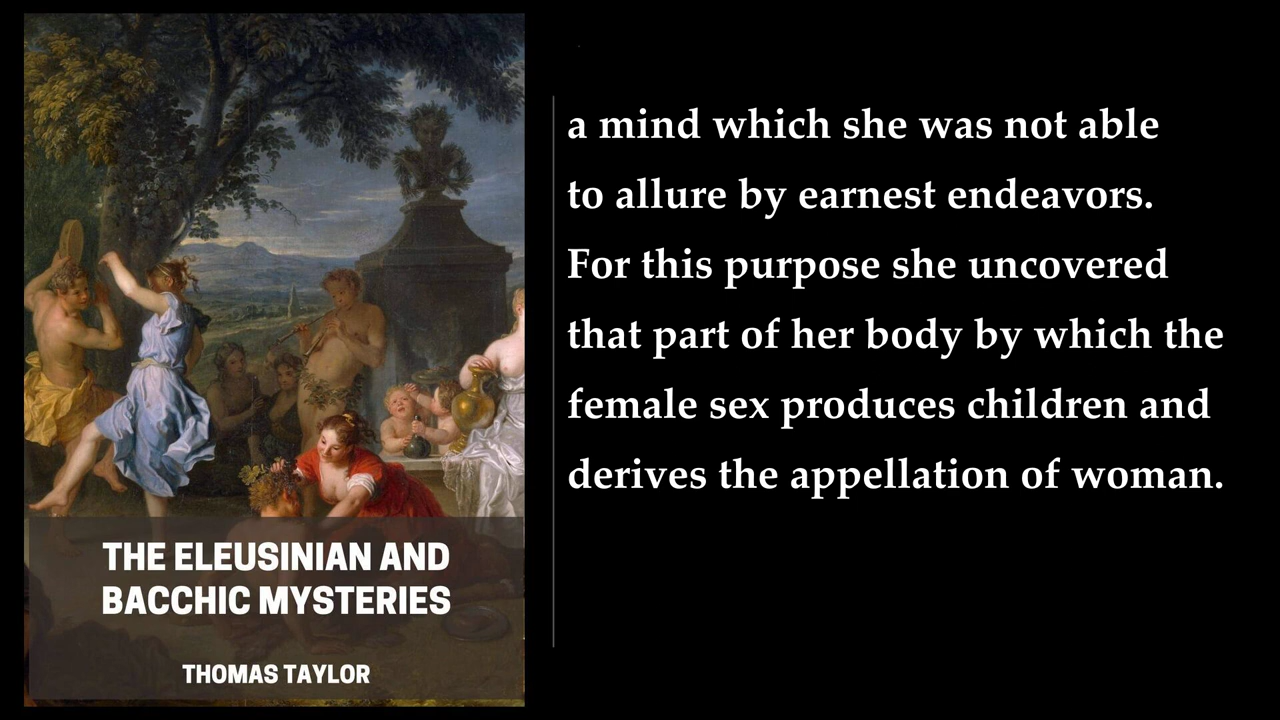 a mind which she was not able
to allure by earnest endeavors.
For this purpose she uncovered
that part of her body by which the
female sex produces children and
derives the appellation of woman.
THE ELEUSINIAN AND
BACCHIC MYSTERIES
THOMAS TAYLOR